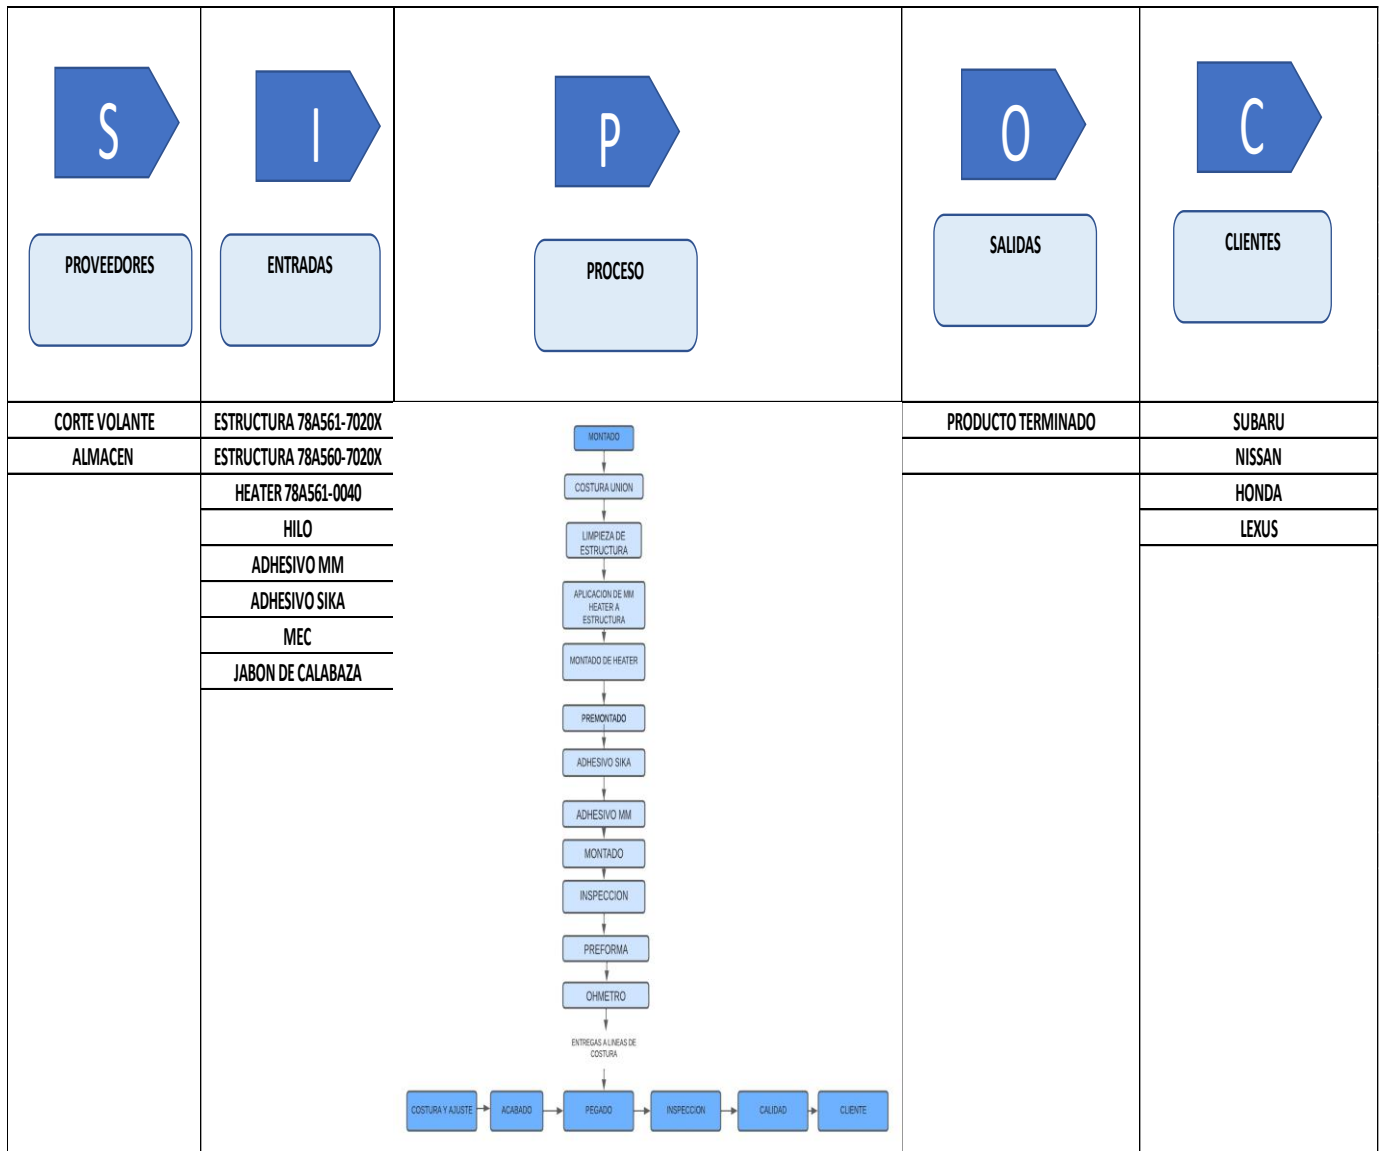 S
I
P
O
C
PROVEEDORES
ENTRADAS
PROCESO
SALIDAS
CLIENTES
CORTE VOLANTE
ALMACEN
ESTRUCTURA 78A561-7020X
ESTRUCTURA 78A560-7020X
HEATER 78A561-0040
HILO
ADHESIVO MM
ADHESIVO SIKA
MEC
JABON DE CALABAZA
MONTADO
COSTURA UNION
LIMPIEZA DE
ESTRUCTURA
APLICACION DE MM
HEATER A
ESTRUCTURA
MONTADO DE HEATER
PREMONTADO
ADHESIVO SIKA
ADHESIVO MM
MONTADO
INSPECCION
PREFORMA
OHMETRO
ENTREGAS A LINEAS DE
COSTURA
COSTURA Y AJUSTE
ACABADO
PEGADO
INSPECCION
CALIDAD
CLIENTE
PRODUCTO TERMINADO
SUBARU
NISSAN
HONDA
LEXUS